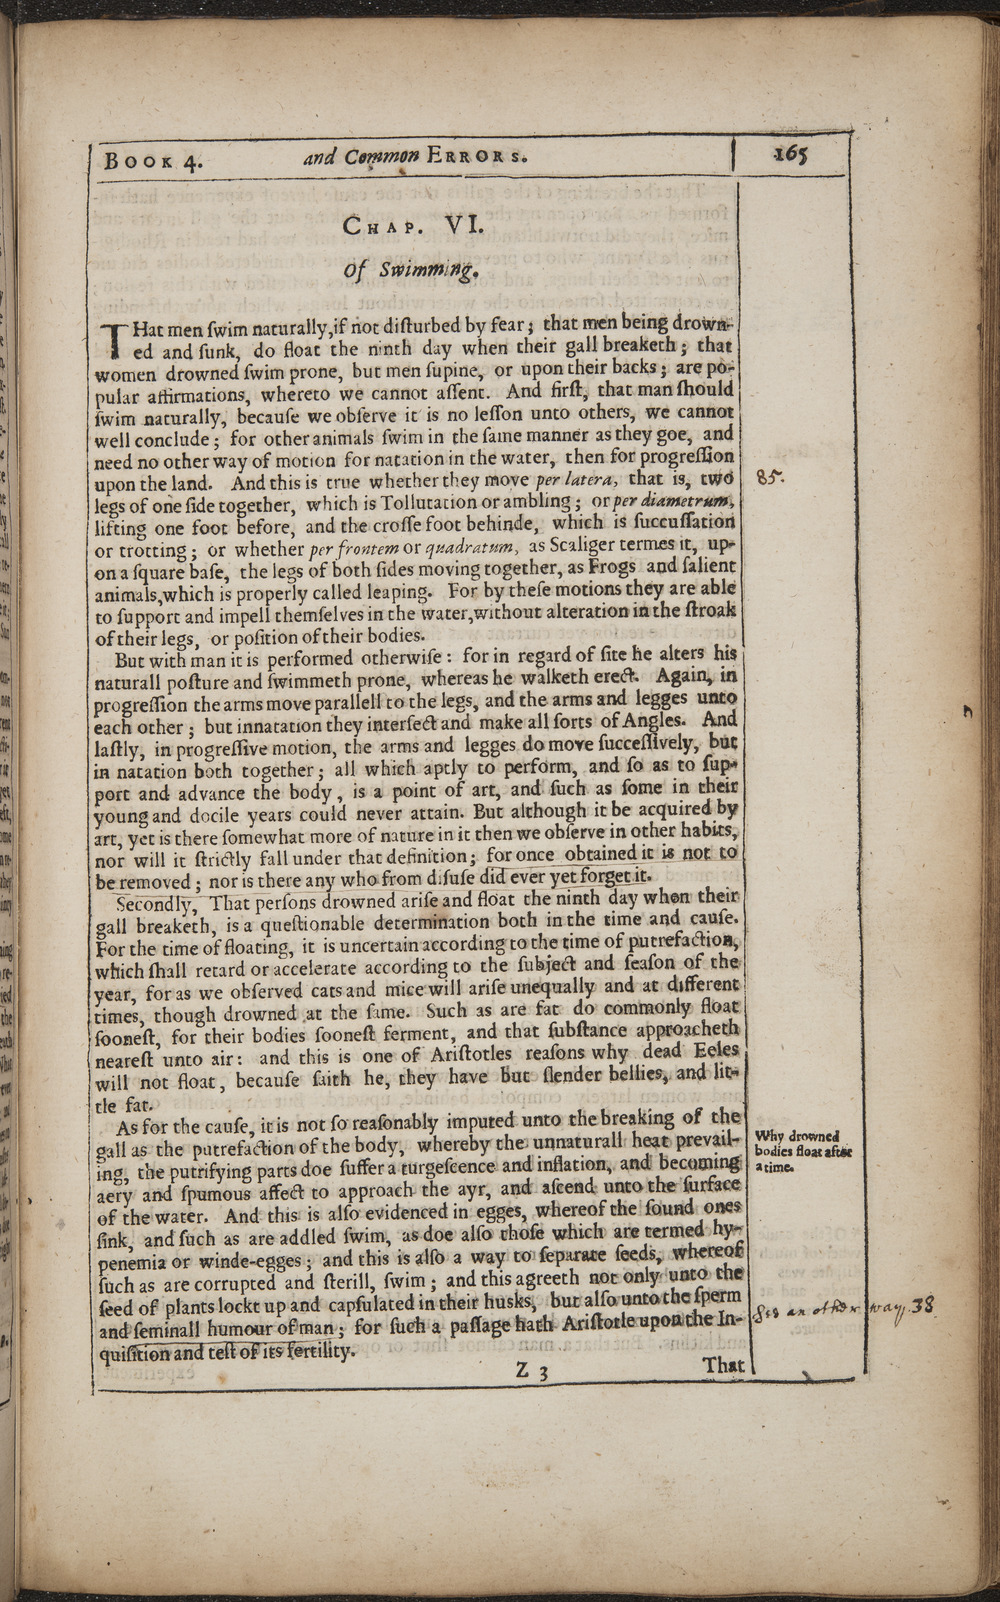 BOOK 4.
and Common ERRORS.
165
CHAP. VI.
Of Swimming.
THat men ſwim naturally, if not diſturbed by fear; that men being drown-
ed and ſunk, do float the ninth day when their gall breaketh; that
women drowned ſwim prone, but men ſupine, or upon their backs; are po-
pular affirmations, whereto we cannot aſſent. And firſt, that man ſhould
ſwim naturally, becauſe we obſerve it is no leſſon unto others, we cannot
well conclude; for other animals ſwim in the ſame manner as they goe, and
need no other way of motion for natation in the water, then for progreſſion
upon the land. And this is true whether they move per latera, that is, two
85.
legs of one ſide together, which is Tollutation or ambling; or per diametrum,
lifting one foot before, and the croſſe foot behinde, which is ſuccuſſation
or trotting; or whether per frontem or quadratum, as Scaliger termes it, up-
on a ſquare baſe, the legs of both ſides moving together, as Frogs and ſalient
animals, which is properly called leaping. For by theſe motions they are able
to ſupport and impell themſelves in the water, without alteration in the ſtroak
of their legs, or poſition of their bodies.
But with man it is performed otherwiſe: for in regard of ſite he alters his
naturall poſture and ſwimmeth prone, whereas he walketh erect. Again, in
progreſſion the arms move parallell to the legs, and the arms and legges unto
each other; but in natation they interſect and make all ſorts of Angles. And
laſtly, in progreſſive motion, the arms and legges do move ſucceſſively, but
in natation both together; all which aptly to perform, and ſo as to ſup-
port and advance the body, is a point of art, and ſuch as ſome in their
young and docile years could never attain. But although it be acquired by
art, yet is there ſomewhat more of nature in it then we obſerve in other habits,
nor will it ſtrictly fall under that definition; for once obtained it is not to
be removed; nor is there any who from diſuſe did ever yet forget it.
Secondly, That perſons drowned ariſe and float the ninth day when their
gall breaketh, is a queſtionable determination both in the time and cauſe.
For the time of floating, it is uncertain according to the time of putrefaction,
which ſhall retard or accelerate according to the ſubject and ſeaſon of the
year, for as we obſerved cats and mice will ariſe unequally and at different
times, though drowned at the ſame. Such as are fat do commonly float
ſooneſt, for their bodies ſooneſt ferment, and that ſubſtance approacheth
neareſt unto air: and this is one of Ariſtotles reaſons why dead Eeles
will not float, becauſe ſaith he, they have but ſlender bellies, and lit-
tle fat.
As for the cauſe, it is not ſo reaſonably imputed unto the breaking of the
gall as the putrefaction of the body, whereby the unnaturall heat prevail-
ing, the putrifying parts doe ſuffer a turgeſcence and inflation, and becoming
aery and ſpumous affect to approach the ayr, and aſcend unto the ſurface
Why drowned
bodies float after
a time.
of the water. And this is alſo evidenced in egges, whereof the ſound ones
ſink, and ſuch as are addled ſwim, as doe alſo thoſe which are termed hy-
penemia or winde-egges; and this is alſo a way to ſeparate ſeeds, whereof
ſuch as are corrupted and ſterill, ſwim; and this agreeth not only unto the
ſeed of plants lockt up and capſulated in their husks, but alſo unto the ſperm
and ſeminall humour of man; for ſuch a paſſage hath Ariſtotle upon the In-
ſee an other way. 38
quiſition and teſt of its fertility.
Z 3
That